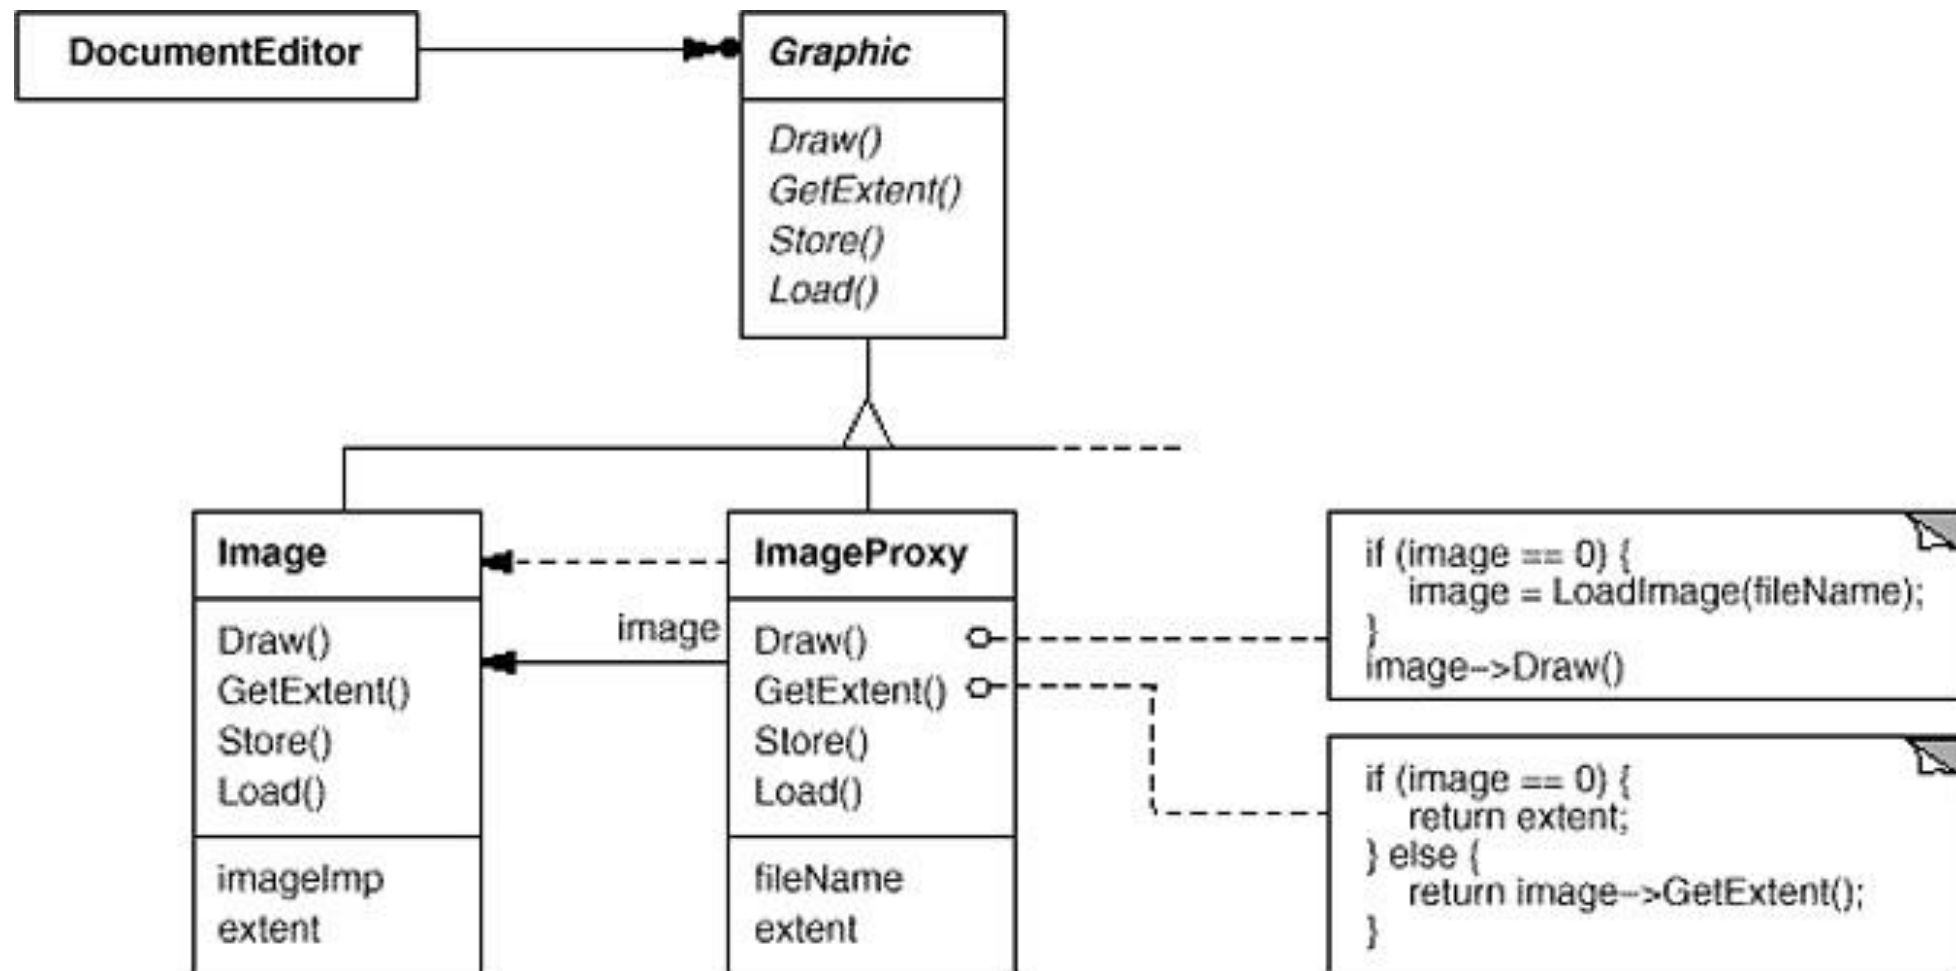 DocumentEditor
Graphic
Draw()
GetExtent()
Store()
Load()
Image
Draw()
GetExtent()
Store()
Load()
imageImp
extent
image
ImageProxy
Draw()
GetExtent()
Store()
Load()
fileName
extent
if (image == 0) {
image = LoadImage(fileName);
}
image->Draw()
if (image == 0) {
return extent;
} else {
return image->GetExtent();
}